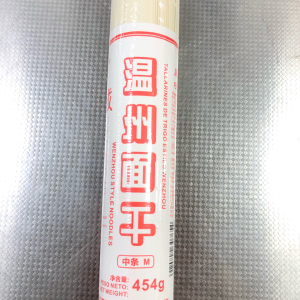 温州面干
TALLARINES DE TRIGO ESTILO WENZHOU
WENZHOU STYLE NOODLES
中条 M
净含量:
PESO NETO:
NET WEIGHT:
454g